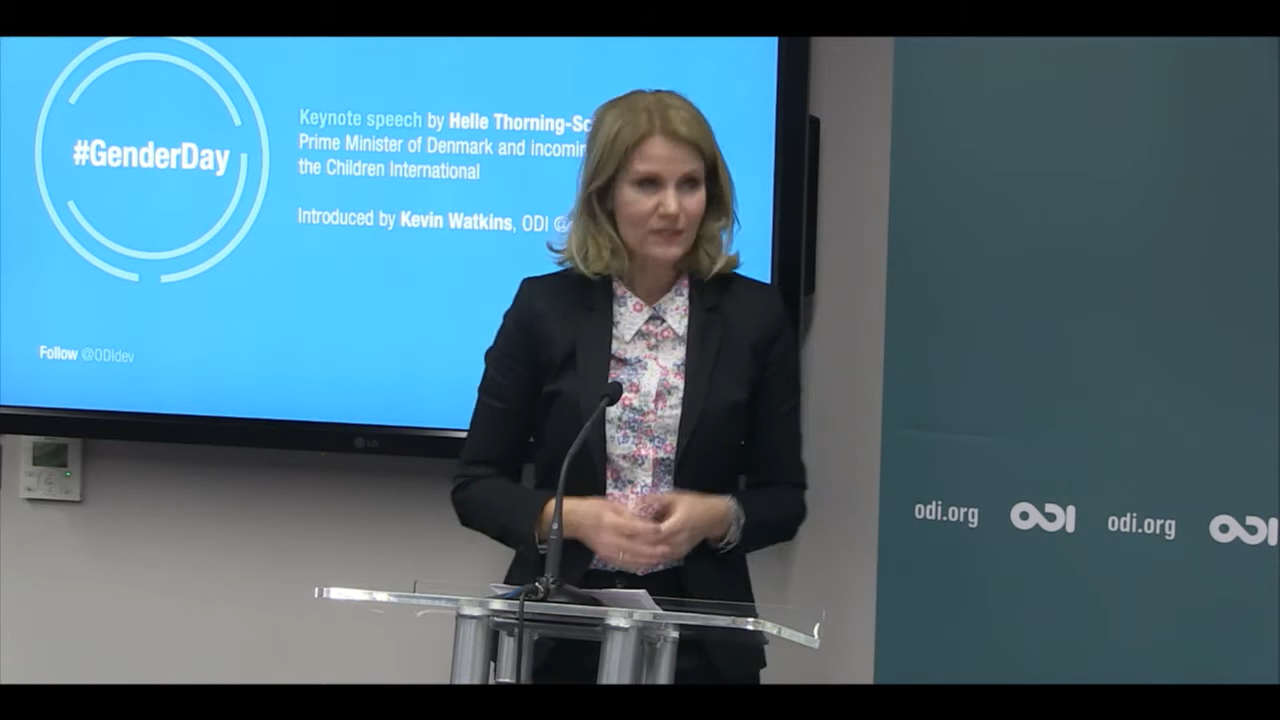 #GenderDay
Keynote speech by Helle Thorning-Sc
Prime Minister of Denmark and incomin
the Children International
Introduced by Kevin Watkins, ODI @
Follow @ODIdev
LG
odi.org ODI odi.org ODI